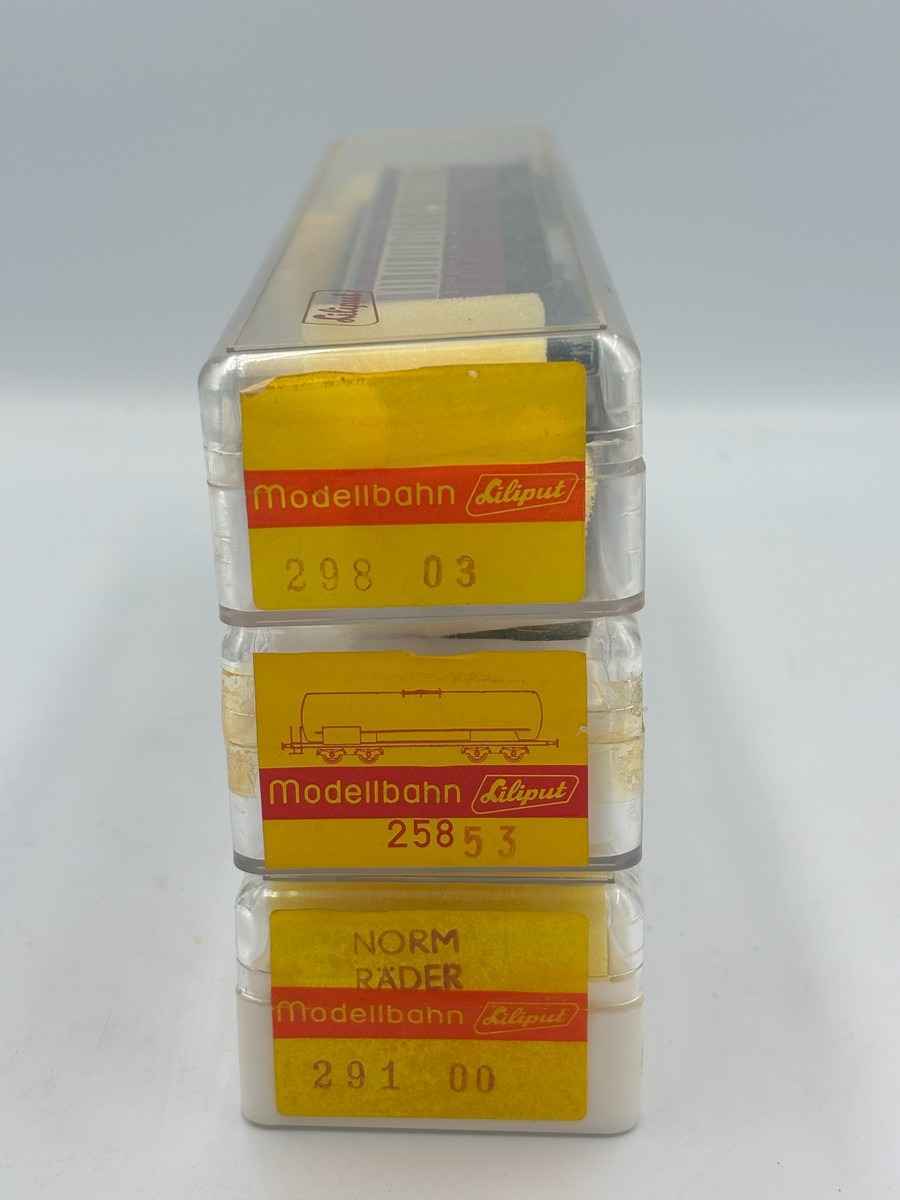 Liliput
Modellbahn Liliput
298 03
Modellbahn Liliput
258 53
NORM
RÄDER
Modellbahn Liliput
291 00